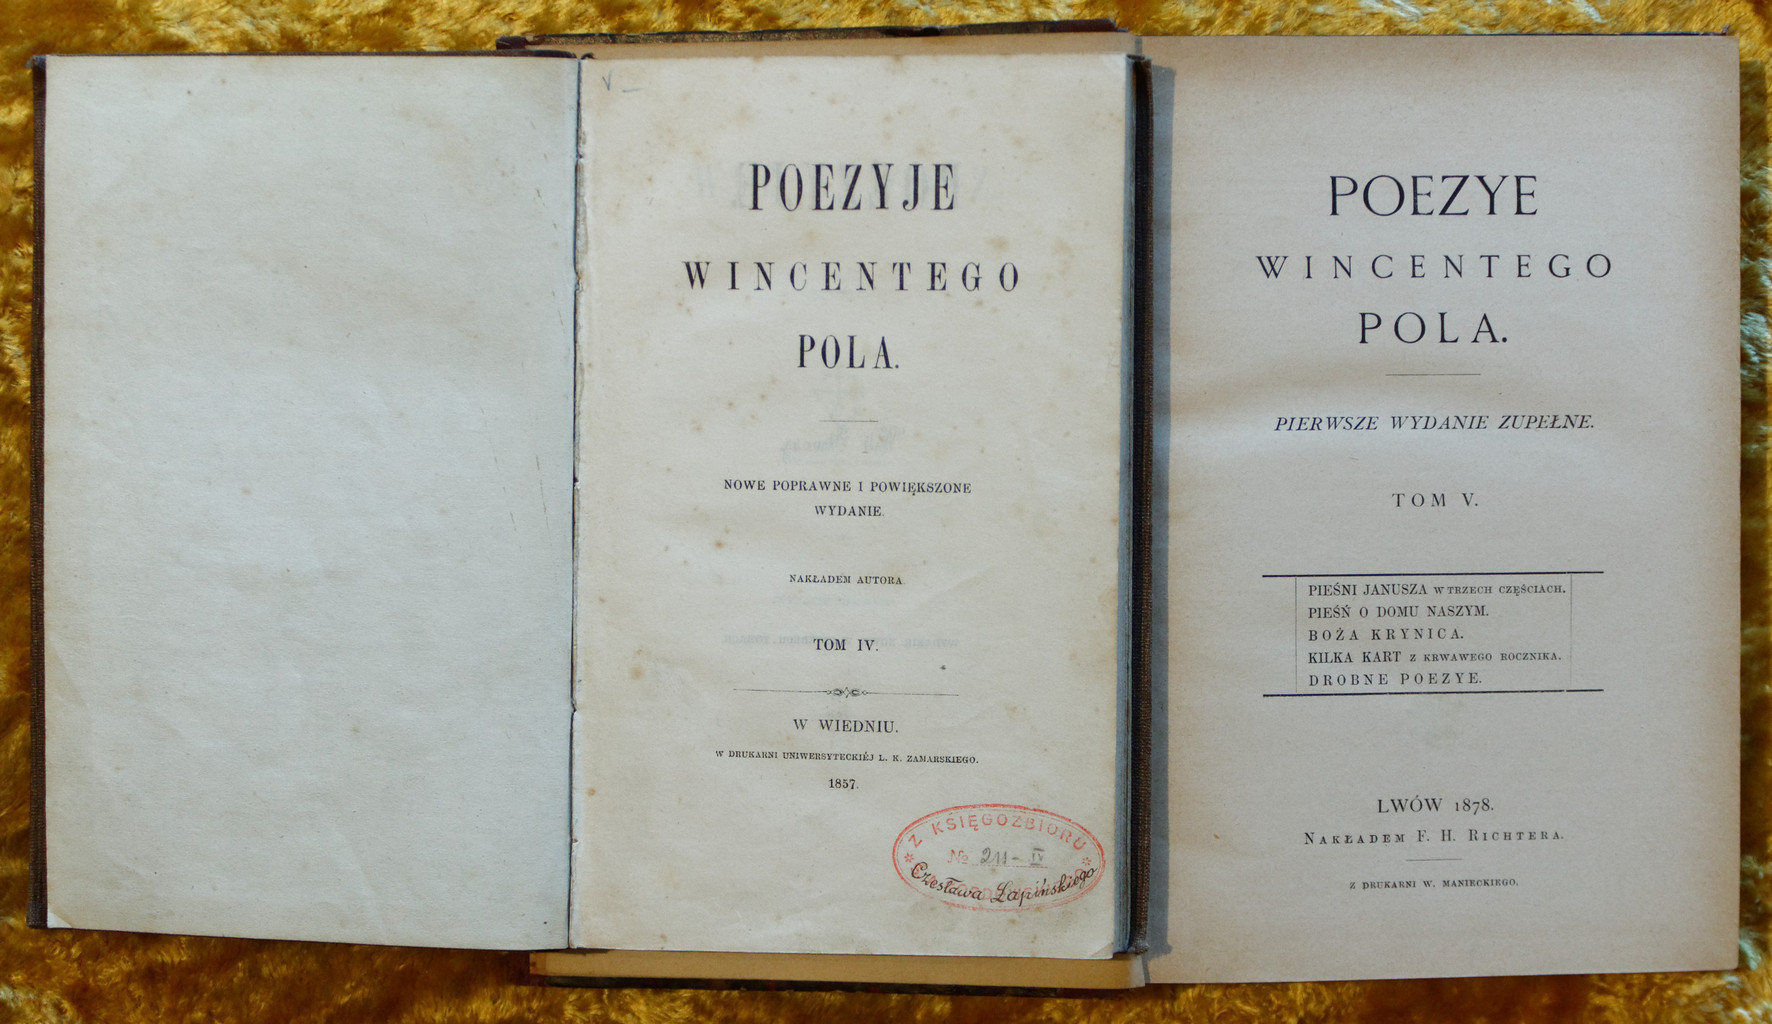 POEZYJE
WINCENTEGO
POLA.
NOWE POPRAWNE I POWIĘKSZONE
WYDANIE.
NAKŁADEM AUTORA.
TOM IV.
W WIEDNIU.
W DRUKARNI UNIWERSYTECKIÉJ L. K. ZAMARSKIEGO.
1857.
Z KSIĘGOZBIORU
№ 211-IV
Czesława Łapińskiego
POEZYE
WINCENTEGO
POLA.
PIERWSZE WYDANIE ZUPEŁNE.
TOM V.
PIEŚNI JANUSZA W TRZECH CZĘŚCIACH.
PIEŚŃ O DOMU NASZYM.
BOŻA KRYNICA.
KILKA KART Z KRWAWEGO ROCZNIKA.
DROBNE POEZYE.
LWÓW 1878.
NAKŁADEM F. H. RICHTERA.
Z DRUKARNI W. MANIECKIEGO.